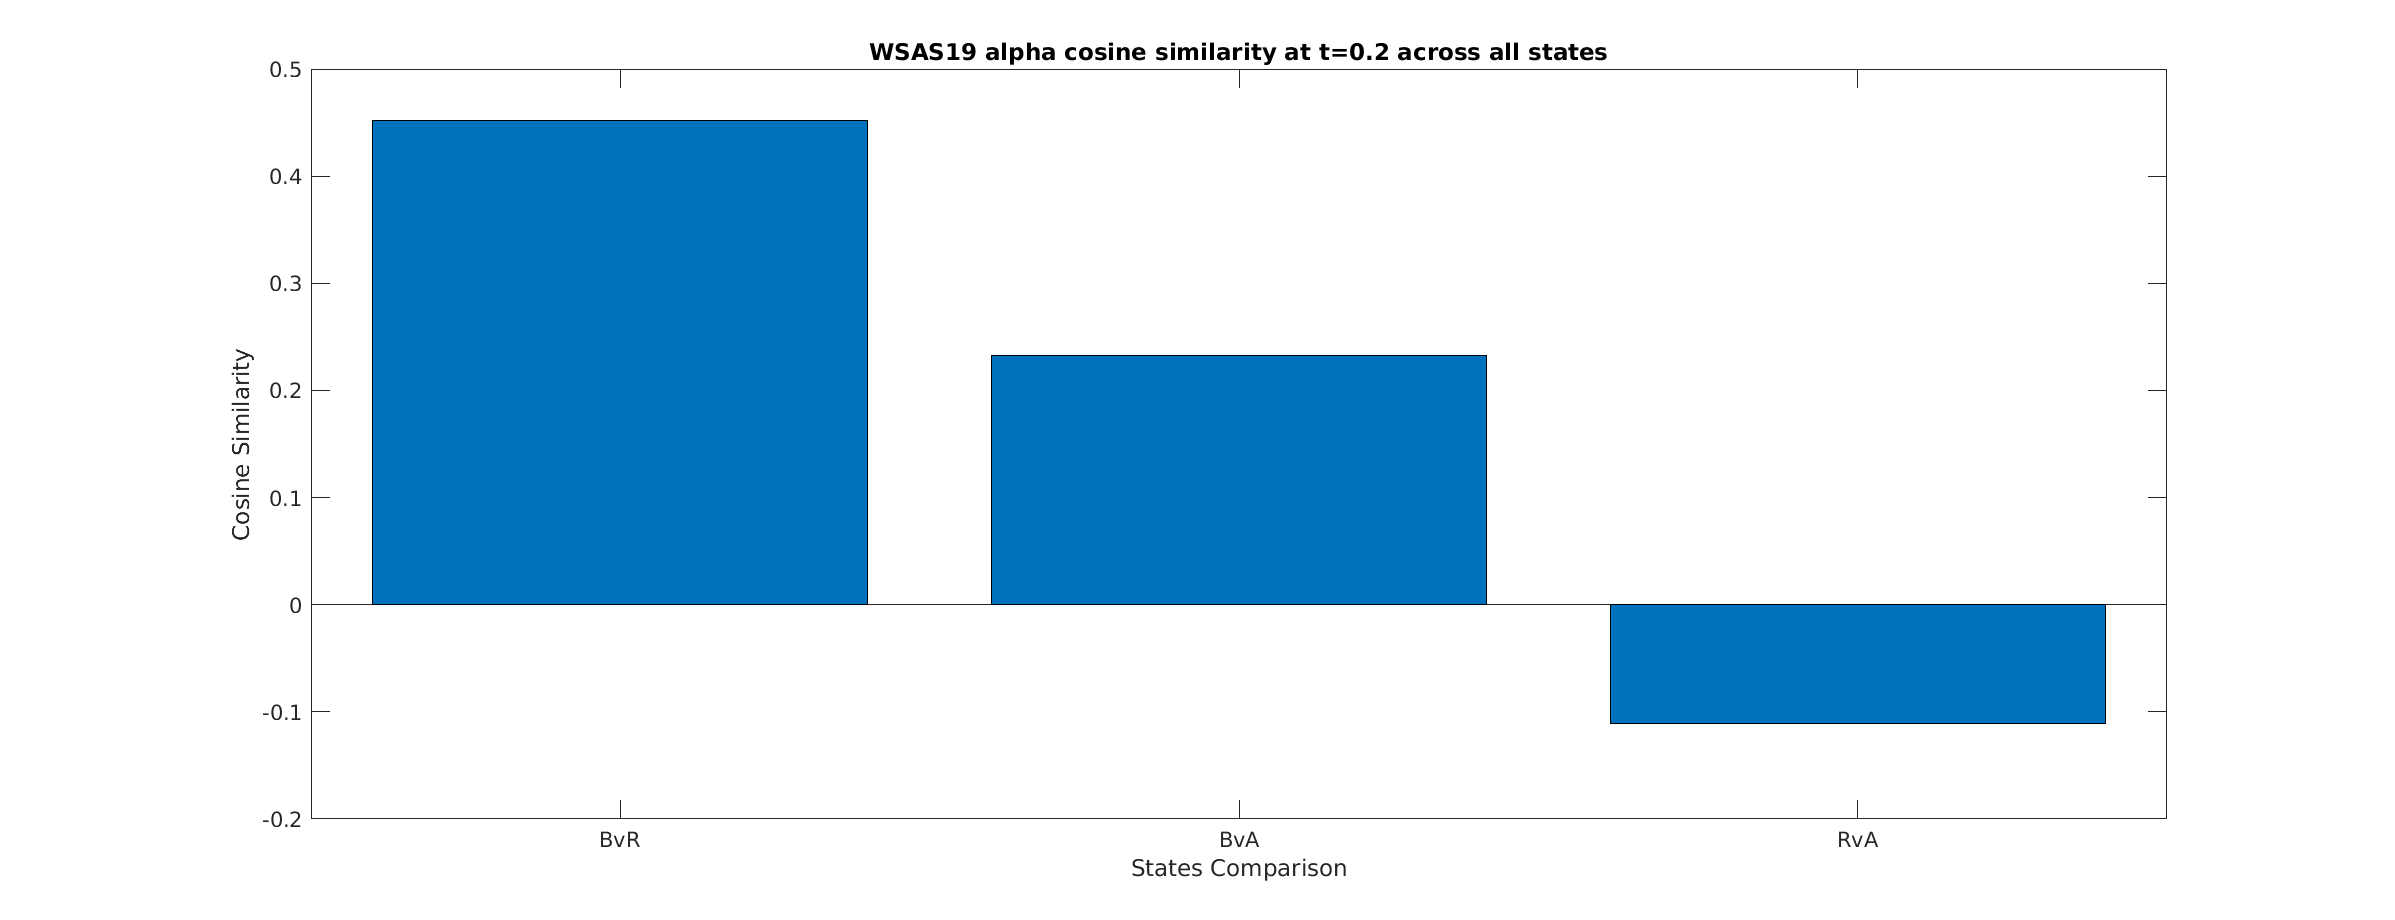 WSAS19 alpha cosine similarity at t=0.2 across all states
0.5
0.4
0.3
0.2
0.1
0
-0.1
-0.2
Cosine Similarity
BvR BvA RvA
States Comparison